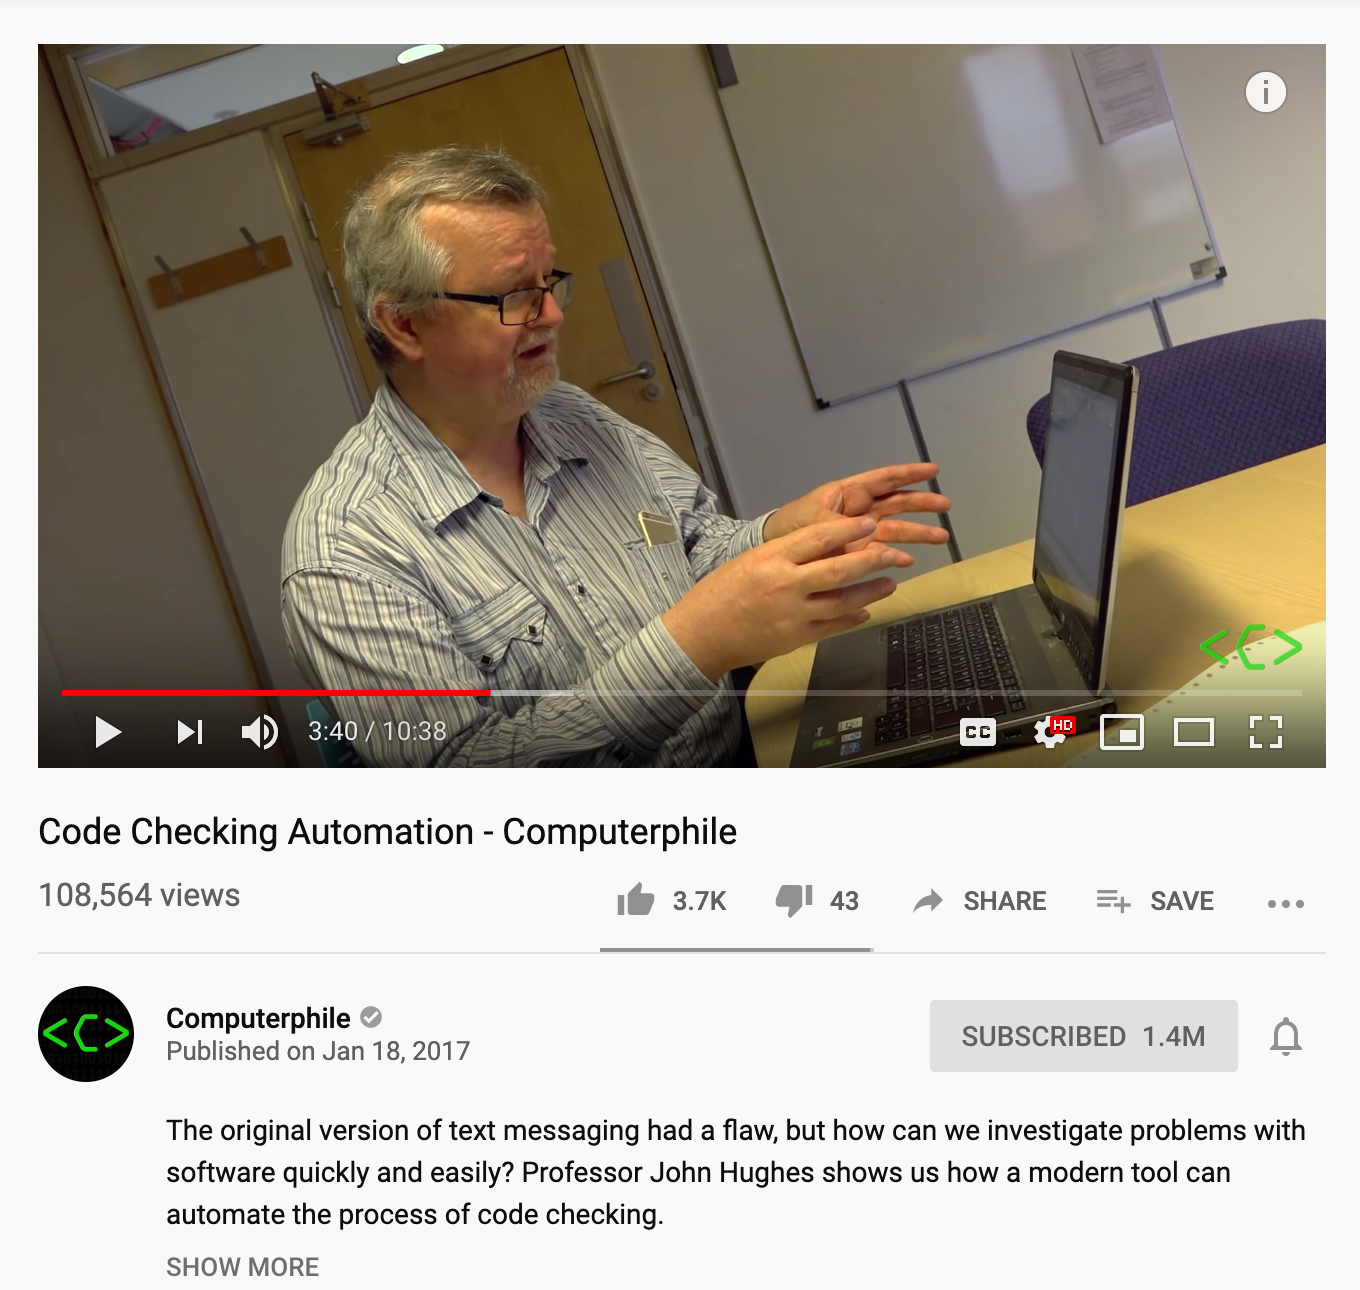 i
<C>
3:40 / 10:38
CC
HD
Code Checking Automation - Computerphile
108,564 views
3.7K
43
SHARE
SAVE
<C>
Computerphile
Published on Jan 18, 2017
SUBSCRIBED 1.4M
The original version of text messaging had a flaw, but how can we investigate problems with
software quickly and easily? Professor John Hughes shows us how a modern tool can
automate the process of code checking.
SHOW MORE